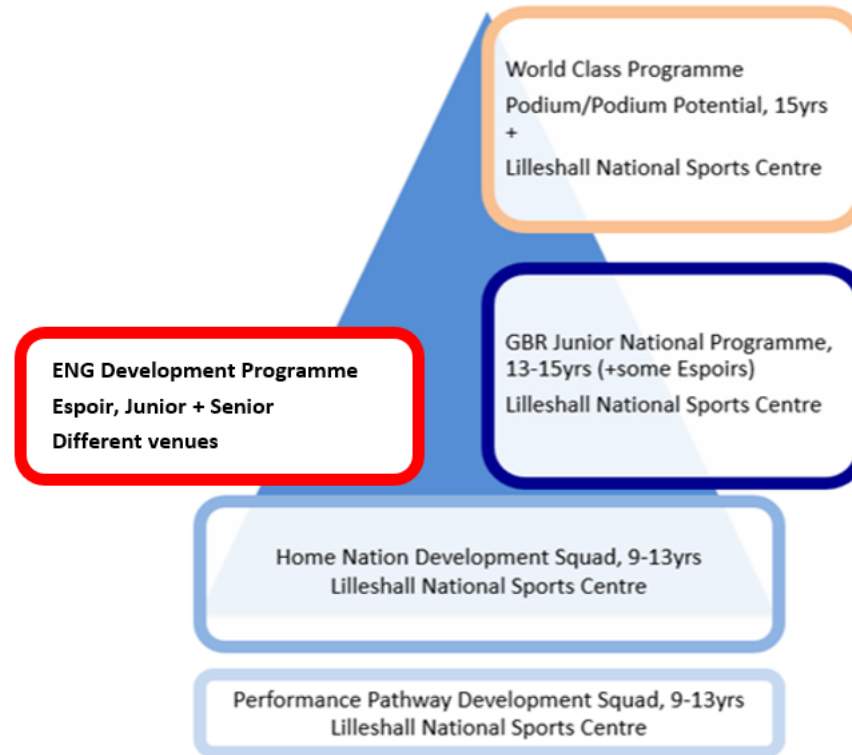 World Class Programme
Podium/Podium Potential, 15yrs
+
Lilleshall National Sports Centre
GBR Junior National Programme,
13-15yrs (+some Espoirs)
Lilleshall National Sports Centre
ENG Development Programme
Espoir, Junior + Senior
Different venues
Home Nation Development Squad, 9-13yrs
Lilleshall National Sports Centre
Performance Pathway Development Squad, 9-13yrs
Lilleshall National Sports Centre